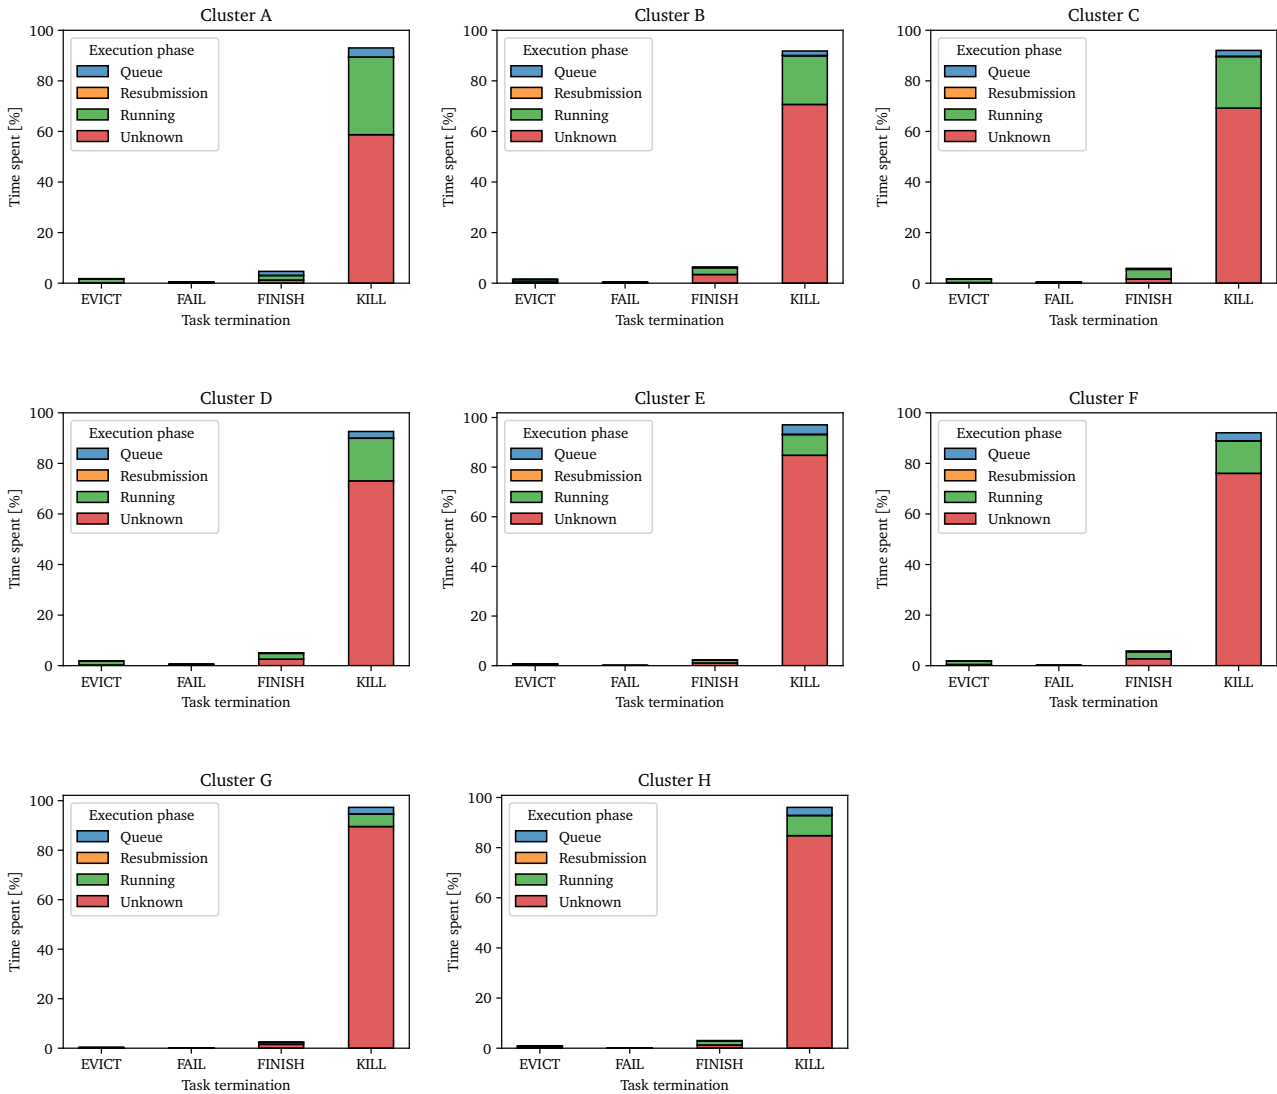 Cluster A
Time spent [%]
100
80
60
40
20
0
Execution phase
Queue
Resubmission
Running
Unknown
EVICT FAIL FINISH KILL
Task termination
Cluster B
Time spent [%]
100
80
60
40
20
0
Execution phase
Queue
Resubmission
Running
Unknown
EVICT FAIL FINISH KILL
Task termination
Cluster C
Time spent [%]
100
80
60
40
20
0
Execution phase
Queue
Resubmission
Running
Unknown
EVICT FAIL FINISH KILL
Task termination
Cluster D
Time spent [%]
100
80
60
40
20
0
Execution phase
Queue
Resubmission
Running
Unknown
EVICT FAIL FINISH KILL
Task termination
Cluster E
Time spent [%]
100
80
60
40
20
0
Execution phase
Queue
Resubmission
Running
Unknown
EVICT FAIL FINISH KILL
Task termination
Cluster F
Time spent [%]
100
80
60
40
20
0
Execution phase
Queue
Resubmission
Running
Unknown
EVICT FAIL FINISH KILL
Task termination
Cluster G
Time spent [%]
100
80
60
40
20
0
Execution phase
Queue
Resubmission
Running
Unknown
EVICT FAIL FINISH KILL
Task termination
Cluster H
Time spent [%]
100
80
60
40
20
0
Execution phase
Queue
Resubmission
Running
Unknown
EVICT FAIL FINISH KILL
Task termination